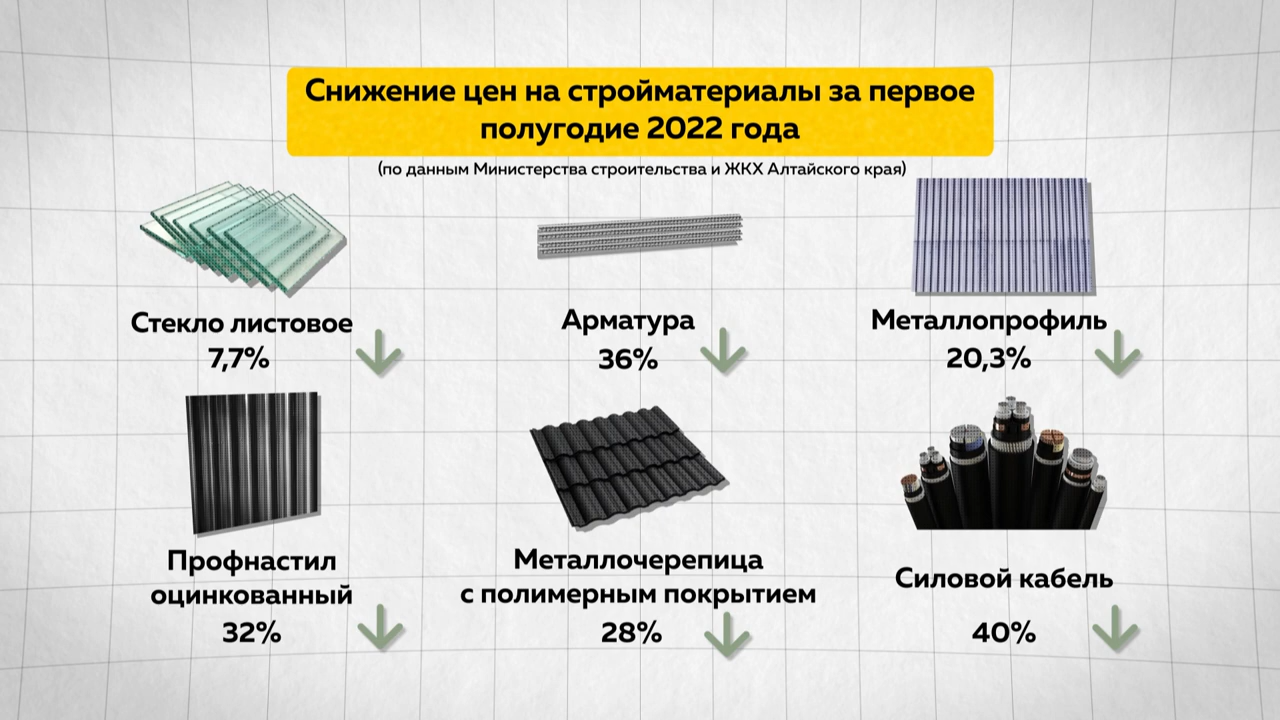 Снижение цен на стройматериалы за первое
полугодие 2022 года
(по данным Министерства строительства и ЖКХ Алтайского края)
Стекло листовое
7,7%
Арматура
36%
Металлопрофиль
20,3%
Профнастил
оцинкованный
32%
Металлочерепица
с полимерным покрытием
28%
Силовой кабель
40%